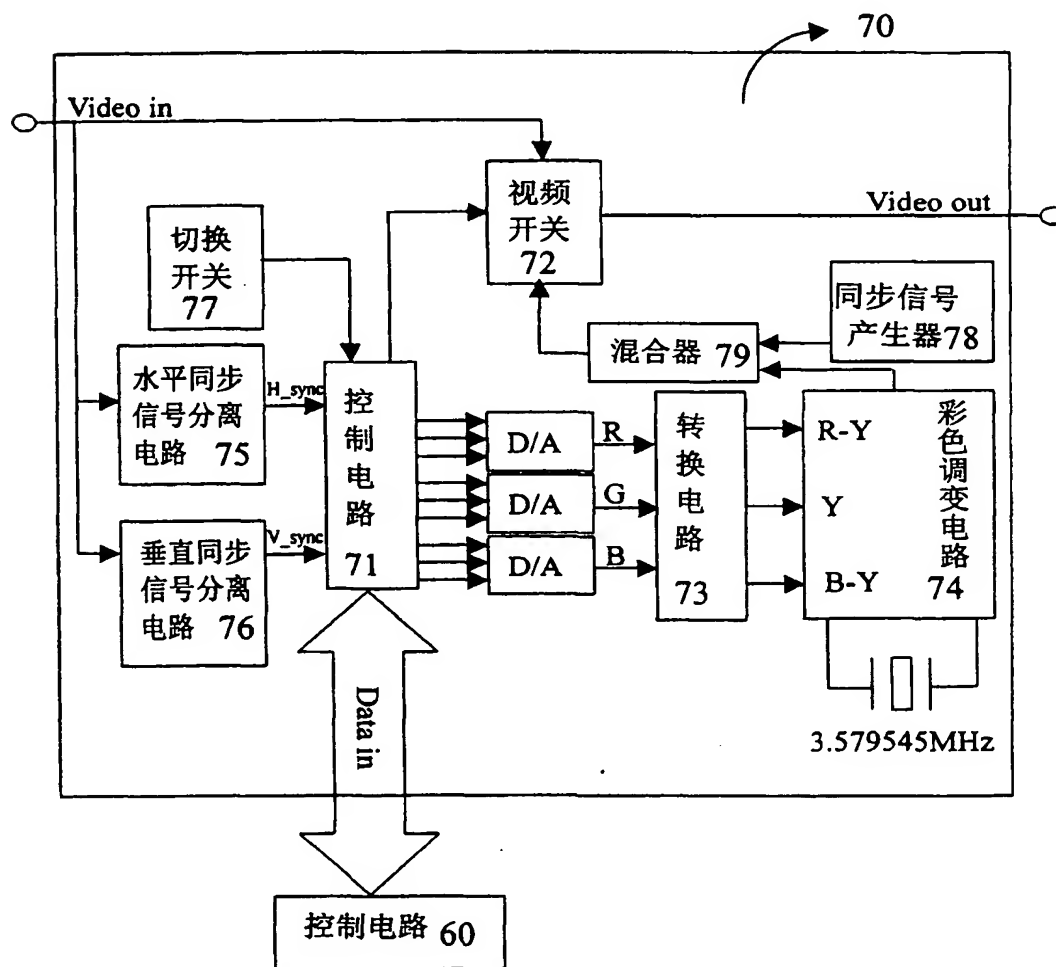 70
Video in
视频
开关
72
Video out
切换
开关
77
同步信号
产生器78
混合器 79
水平同步
信号分离
电路 75
H_sync
控制电路
71
D/A
R
转换电路
73
R-Y
彩色调变电路
74
D/A
G
Y
垂直同步
信号分离
电路 76
V_sync
D/A
B
B-Y
Data in
3.579545MHz
控制电路 60